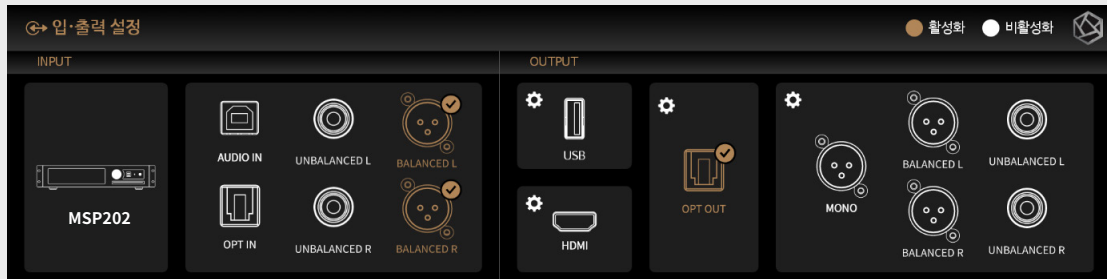 입·출력 설정
활성화
비활성화
INPUT
OUTPUT
MSP202
AUDIO IN
UNBALANCED L
BALANCED L
OPT IN
UNBALANCED R
BALANCED R
USB
HDMI
OPT OUT
MONO
BALANCED L
UNBALANCED L
BALANCED R
UNBALANCED R